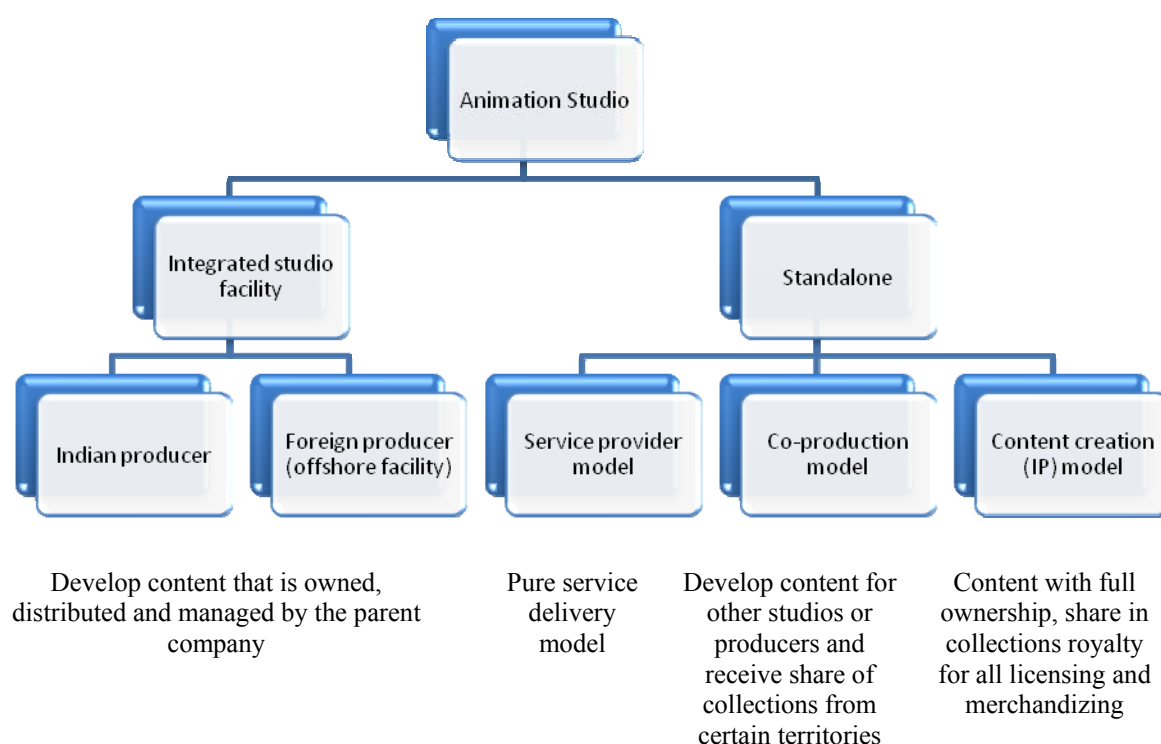 Animation Studio
Integrated studio
facility
Standalone
Indian producer
Foreign producer
(offshore facility)
Service provider
model
Co-production
model
Content creation
(IP) model
Develop content that is owned,
distributed and managed by the parent
company
Pure service
delivery
model
Develop content for
other studios or
producers and
receive share of
collections from
certain territories
Content with full
ownership, share in
collections royalty
for all licensing and
merchandizing